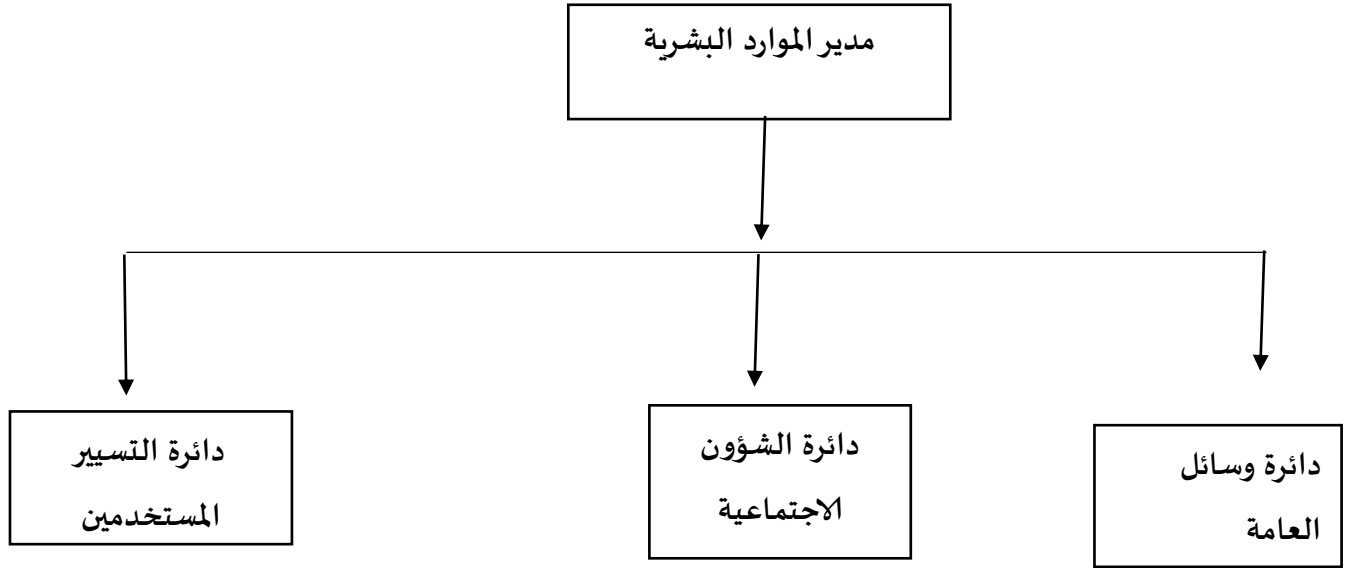 مدير الموارد البشرية
دائرة وسائل
العامة
دائرة الشؤون
الاجتماعية
دائرة التسيير
المستخدمين